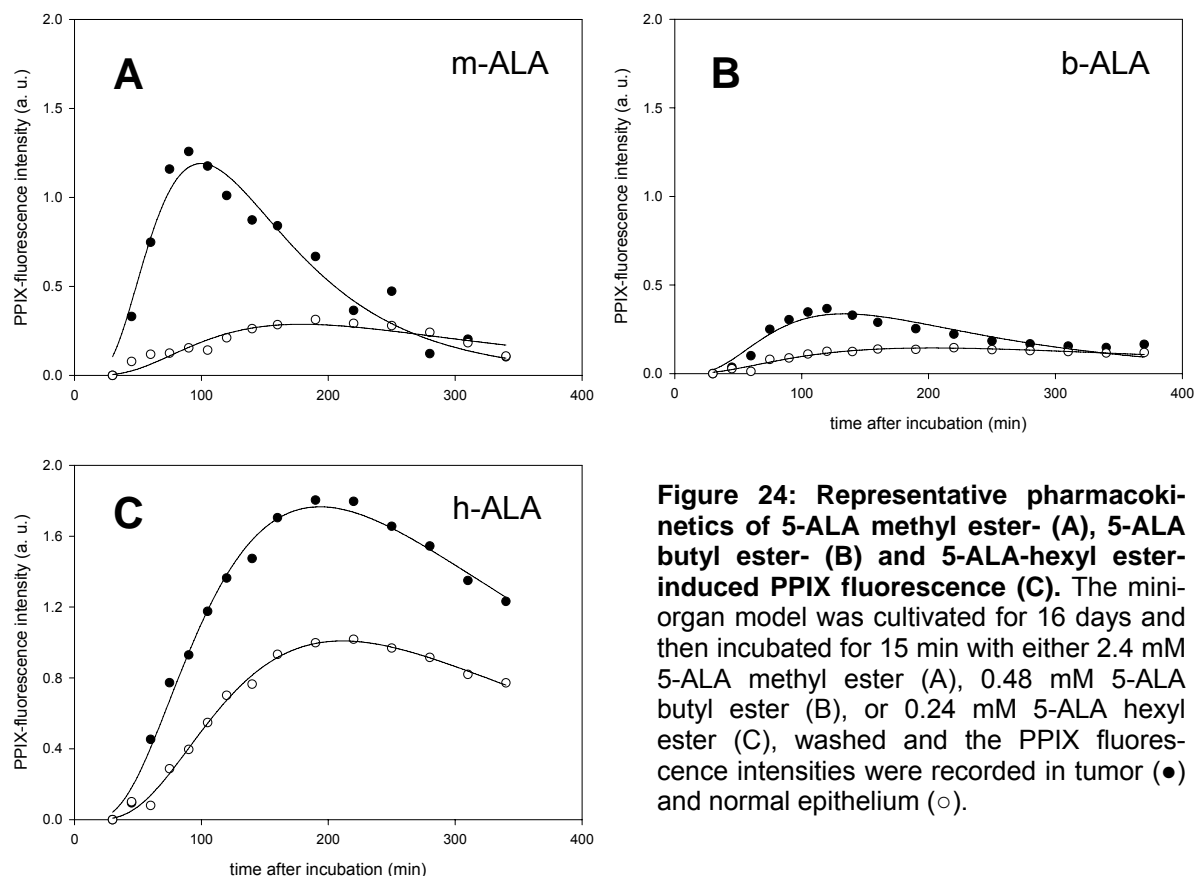 2.0
1.5
1.0
0.5
0.0
PPIX-fluorescence intensity (a. u.)
A
m-ALA
0
100
200
300
400
2.0
1.5
1.0
0.5
0.0
PPIX-fluorescence intensity (a. u.)
B
b-ALA
0
100
200
300
400
time after incubation (min)
2.0
1.6
1.2
0.8
0.4
0.0
PPIX-fluorescence intensity (a. u.)
C
h-ALA
0
100
200
300
400
time after incubation (min)
Figure 24: Representative pharmacoki-
netics of 5-ALA methyl ester- (A), 5-ALA
butyl ester- (B) and 5-ALA-hexyl ester-
induced PPIX fluorescence (C). The mini-
organ model was cultivated for 16 days and
then incubated for 15 min with either 2.4 mM
5-ALA methyl ester (A), 0.48 mM 5-ALA
butyl ester (B), or 0.24 mM 5-ALA hexyl
ester (C), washed and the PPIX fluores-
cence intensities were recorded in tumor (●)
and normal epithelium (○).